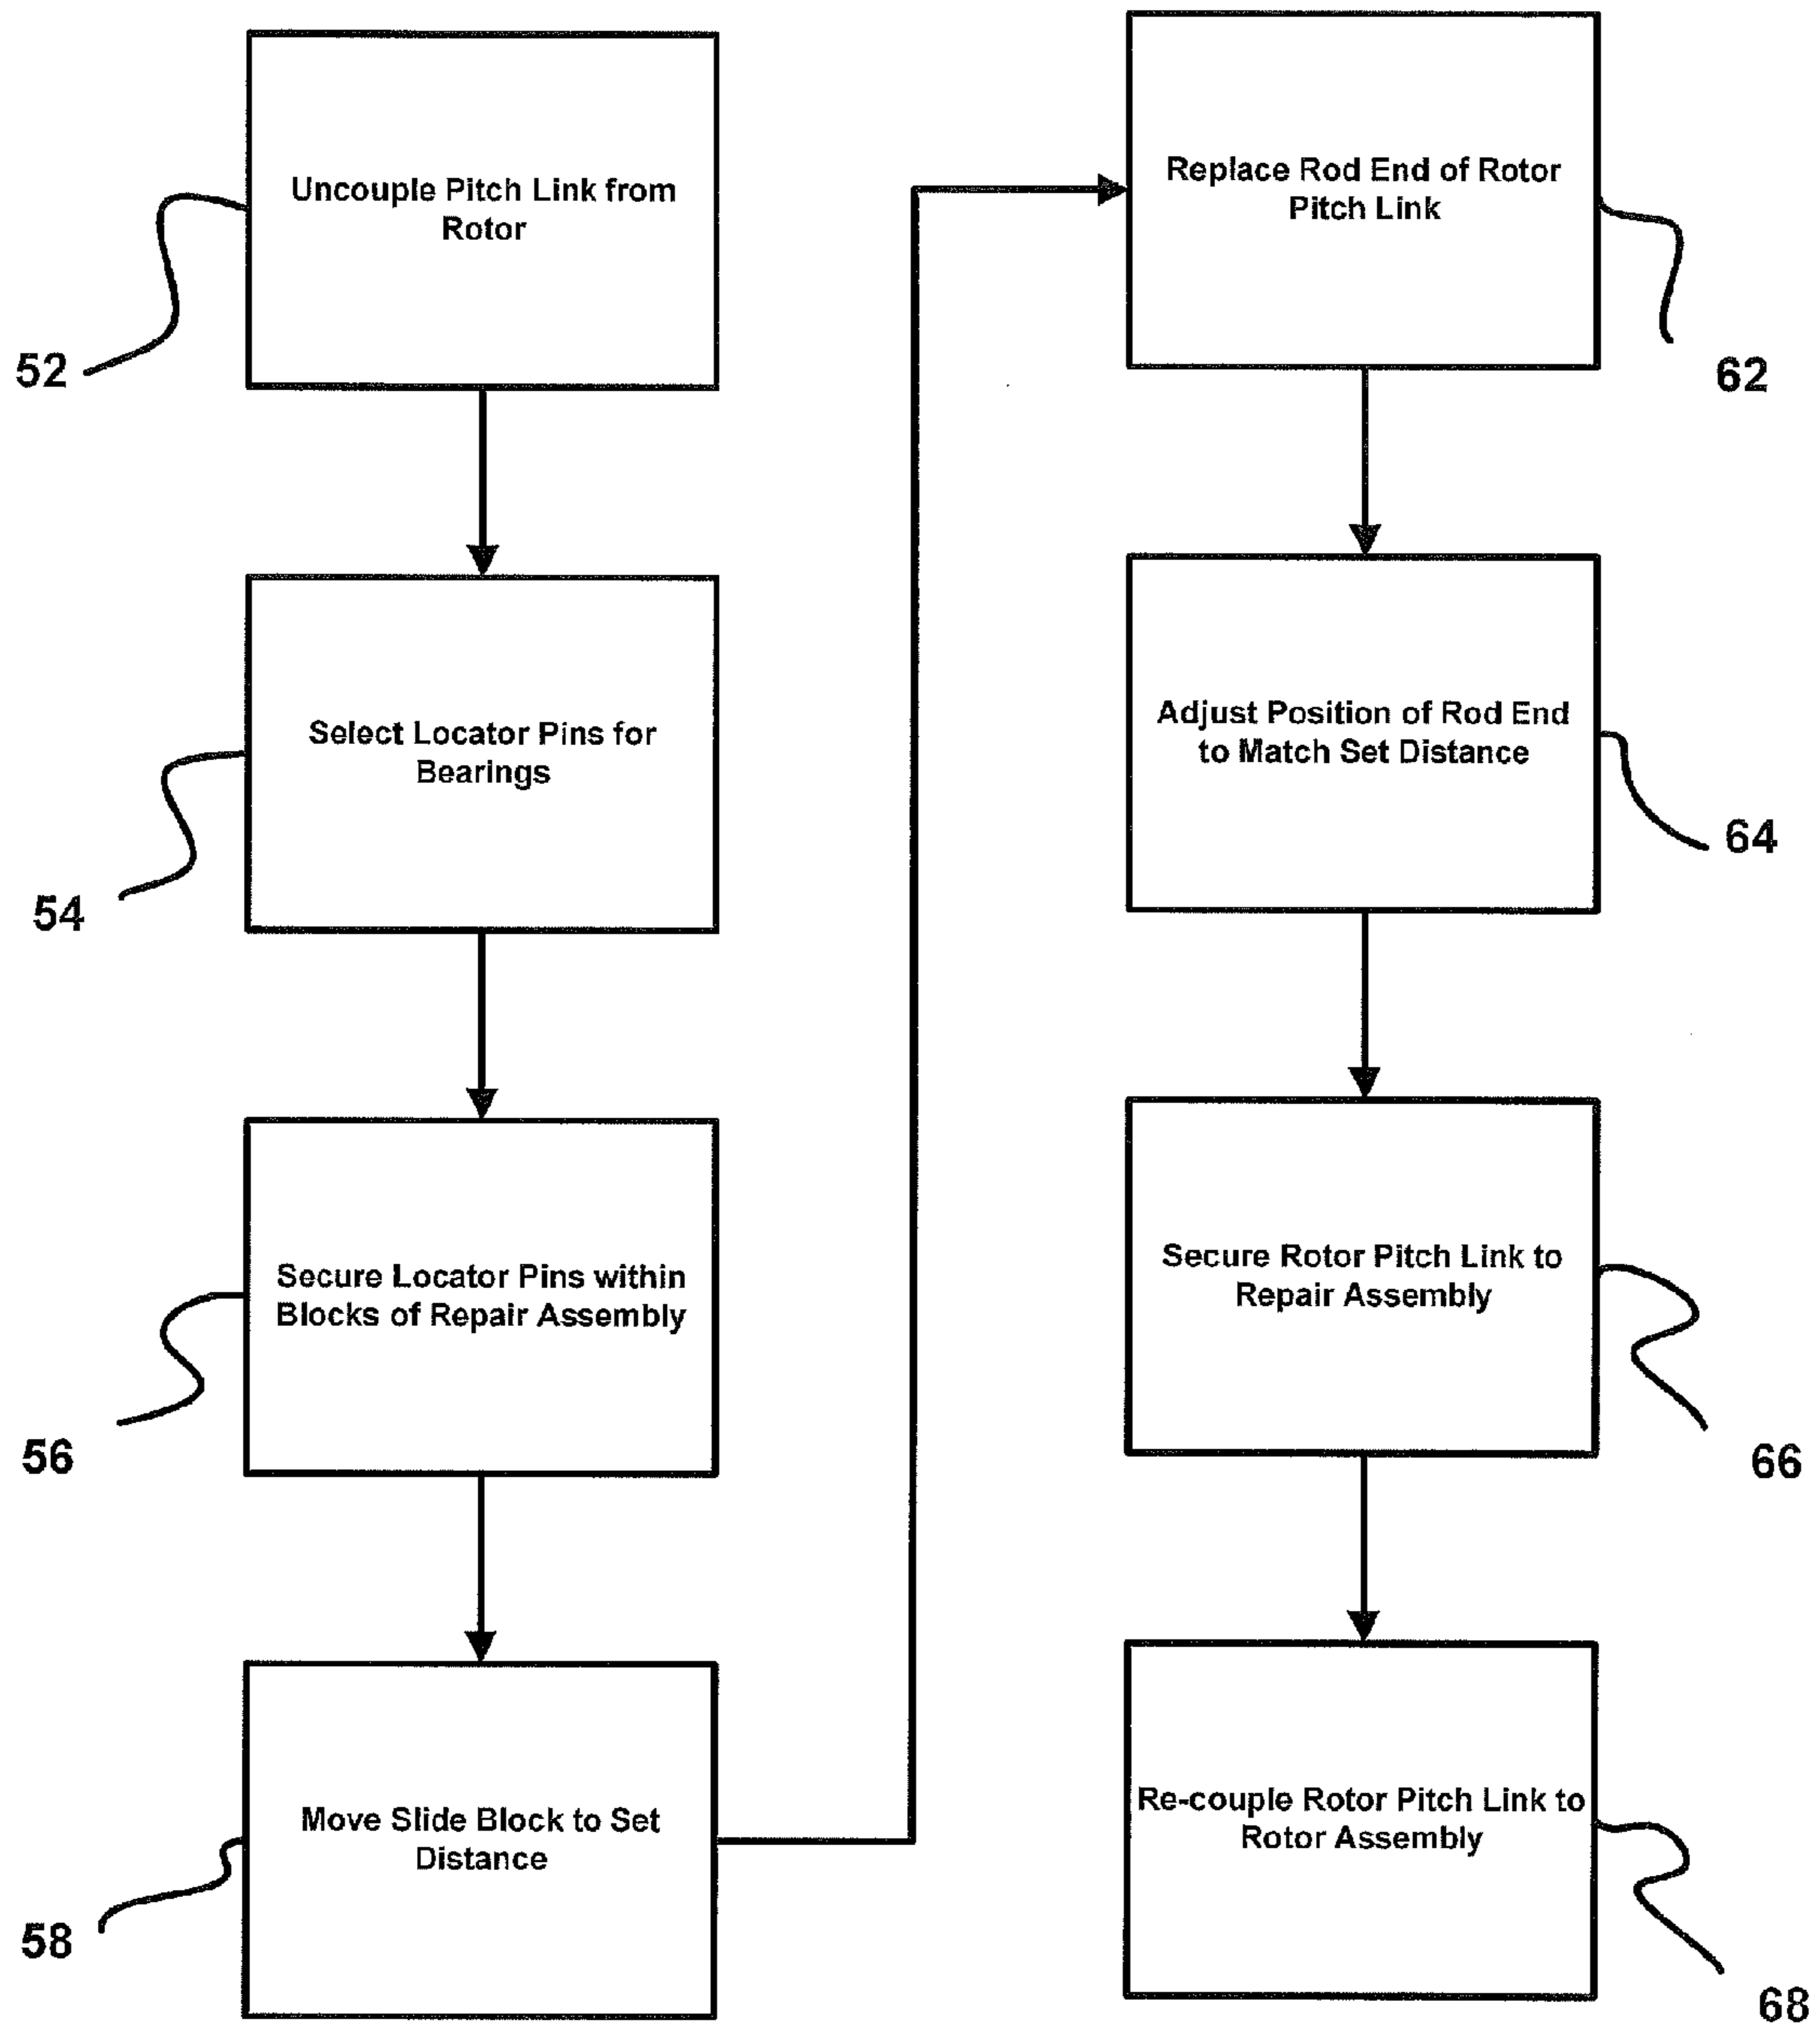 Uncouple Pitch Link from
Rotor
52
Select Locator Pins for
Bearings
54
Secure Locator Pins within
Blocks of Repair Assembly
56
Move Slide Block to Set
Distance
58
Replace Rod End of Rotor
Pitch Link
62
Adjust Position of Rod End
to Match Set Distance
64
Secure Rotor Pitch Link to
Repair Assembly
66
Re-couple Rotor Pitch Link to
Rotor Assembly
68